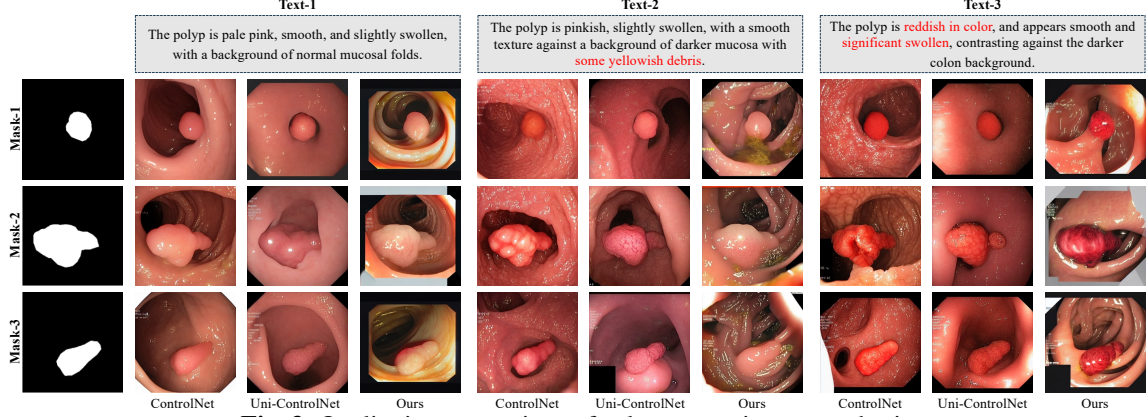 Text-1
Text-2
Text-3
The polyp is pale pink, smooth, and slightly swollen,
with a background of normal mucosal folds.
The polyp is pinkish, slightly swollen, with a smooth
texture against a background of darker mucosa with
some yellowish debris.
The polyp is reddish in color, and appears smooth and
significant swollen, contrasting against the darker
colon background.
Mask-1
Mask-2
Mask-3
ControlNet Uni-ControlNet Ours ControlNet Uni-ControlNet Ours ControlNet Uni-ControlNet Ours